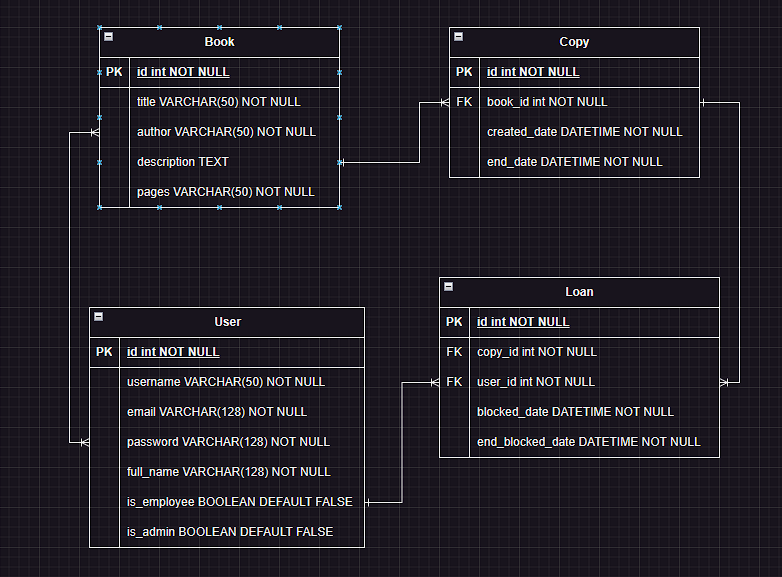 Book
PK id int NOT NULL
title VARCHAR(50) NOT NULL
author VARCHAR(50) NOT NULL
description TEXT
pages VARCHAR(50) NOT NULL
Copy
PK id int NOT NULL
FK book_id int NOT NULL
created_date DATETIME NOT NULL
end_date DATETIME NOT NULL
User
PK id int NOT NULL
username VARCHAR(50) NOT NULL
email VARCHAR(128) NOT NULL
password VARCHAR(128) NOT NULL
full_name VARCHAR(128) NOT NULL
is_employee BOOLEAN DEFAULT FALSE
is_admin BOOLEAN DEFAULT FALSE
Loan
PK id int NOT NULL
FK copy_id int NOT NULL
FK user_id int NOT NULL
blocked_date DATETIME NOT NULL
end_blocked_date DATETIME NOT NULL